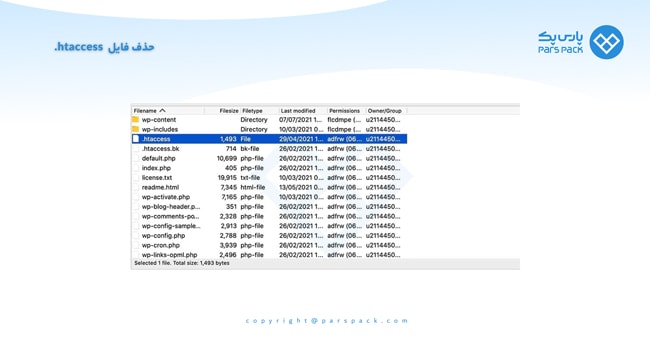 حذف فایل htaccess.
پارس پک
PARS PACK
Filename Filesize Filetype Last modified Permissions Owner/Group
wp-content Directory 07/07/2021 1... flcdmpe (... u2114450...
wp-includes Directory 10/03/2021 0... flcdmpe (... u2114450...
.htaccess 1,493 File 29/04/2021 1... adfrw (06... u2114450...
.htaccess.bk 714 bk-file 26/02/2021 1... adfrw (06... u2114450...
default.php 10,699 php-file 26/02/2021 1... adfrw (06... u2114450...
index.php 405 php-file 26/02/2021 1... adfrw (06... u2114450...
license.txt 19,915 txt-file 10/03/2021 0... adfrw (06... u2114450...
readme.html 7,345 html-file 13/05/2021 0... adfrw (06... u2114450...
wp-activate.php 7,165 php-file 10/03/2021 0... adfrw (06... u2114450...
wp-blog-header.p... 351 php-file 26/02/2021 1... adfrw (06... u2114450...
wp-comments-po... 2,328 php-file 26/02/2021 1... adfrw (06... u2114450...
wp-config-sample... 2,913 php-file 26/02/2021 1... adfrw (06... u2114450...
wp-config.php 2,788 php-file 26/02/2021 1... adfrw (06... u2114450...
wp-cron.php 3,939 php-file 26/02/2021 1... adfrw (06... u2114450...
wp-links-opml.php 2,496 php-file 26/02/2021 1... adfrw (06... u2114450...
Selected 1 file. Total size: 1,493 bytes
copyright@parspack.com